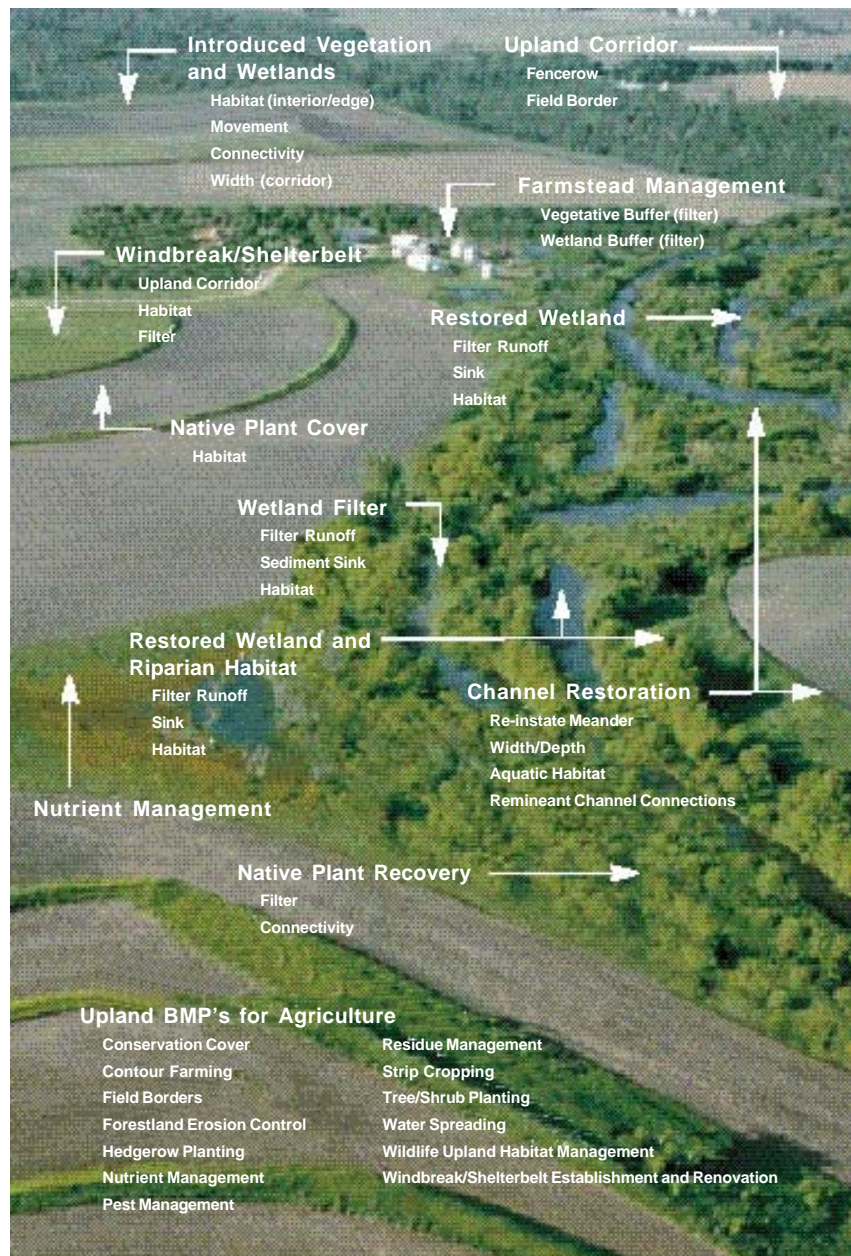 Introduced Vegetation
and Wetlands
Habitat (interior/edge)
Movement
Connectivity
Width (corridor)
Upland Corridor
Fencerow
Field Border
Farmstead Management
Vegetative Buffer (filter)
Wetland Buffer (filter)
Windbreak/Shelterbelt
Upland Corridor
Habitat
Filter
Restored Wetland
Filter Runoff
Sink
Habitat
Native Plant Cover
Habitat
Wetland Filter
Filter Runoff
Sediment Sink
Habitat
Restored Wetland and
Riparian Habitat
Filter Runoff
Sink
Habitat
Channel Restoration
Re-instate Meander
Width/Depth
Aquatic Habitat
Remineant Channel Connections
Nutrient Management
Native Plant Recovery
Filter
Connectivity
Upland BMP's for Agriculture
Conservation Cover
Contour Farming
Field Borders
Forestland Erosion Control
Hedgerow Planting
Nutrient Management
Pest Management
Residue Management
Strip Cropping
Tree/Shrub Planting
Water Spreading
Wildlife Upland Habitat Management
Windbreak/Shelterbelt Establishment and Renovation